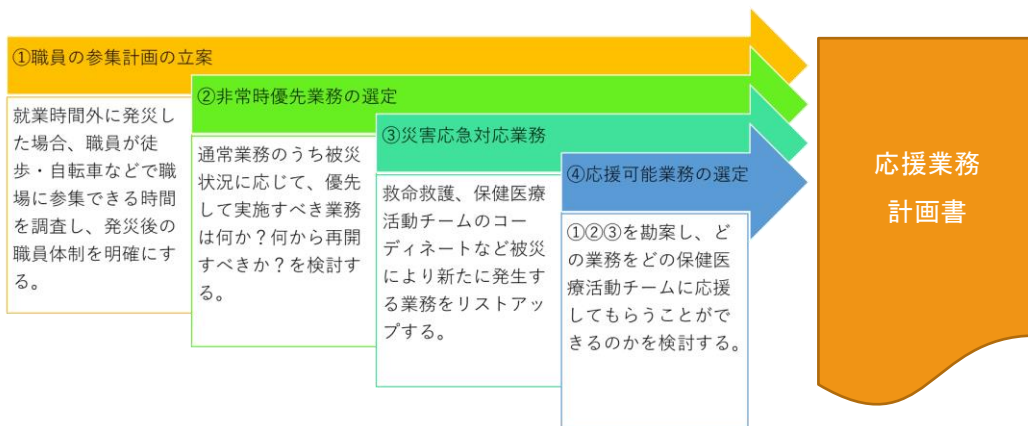 ①職員の参集計画の立案
就業時間外に発災し
た場合、職員が徒
歩・自転車などで職
場に参集できる時間
を調査し、発災後の
職員体制を明確にす
る。
②非常時優先業務の選定
通常業務のうち被災
状況に応じて、優先
して実施すべき業務
は何か？何から再開
すべきか？を検討す
る。
③災害応急対応業務
救命救護、保健医療
活動チームのコー
ディネートなど被災
により新たに発生す
る業務をリストアッ
プする。
④応援可能業務の選定
①②③を勘案し、ど
の業務をどの保健医
療活動チームに応援
してもらうことがで
きるのかを検討する。
応援業務
計画書